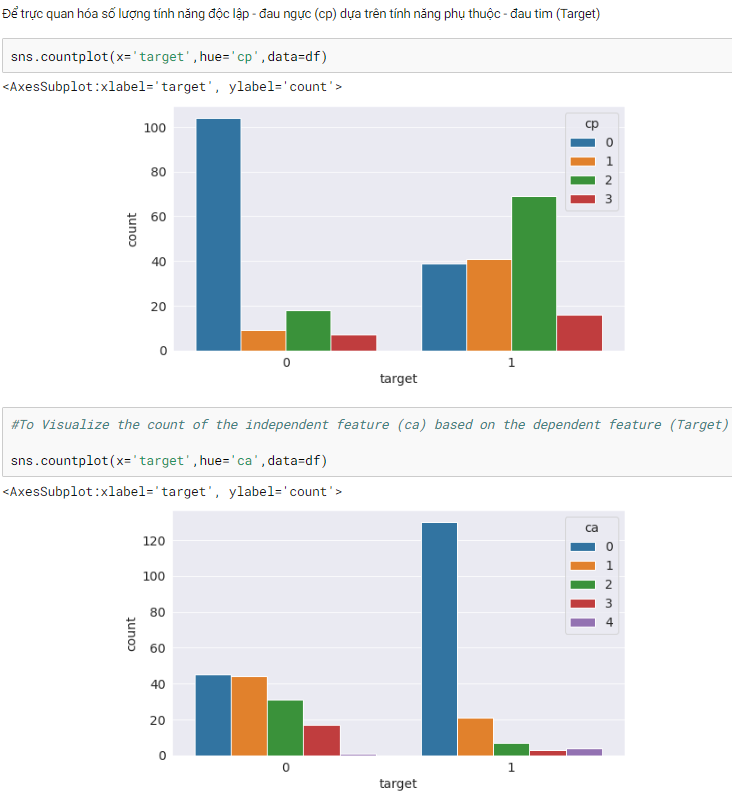 Để trực quan hóa số lượng tính năng độc lập - đau ngực (cp) dựa trên tính năng phụ thuộc - đau tim (Target)
sns.countplot(x='target',hue='cp',data=df)
<AxesSubplot:xlabel='target', ylabel='count'>
cp
0
1
2
3
100
80
60
40
20
0
count
0 1
target
#To Visualize the count of the independent feature (ca) based on the dependent feature (Target)
sns.countplot(x='target',hue='ca',data=df)
<AxesSubplot:xlabel='target', ylabel='count'>
ca
0
1
2
3
4
120
100
80
60
40
20
0
count
0 1
target